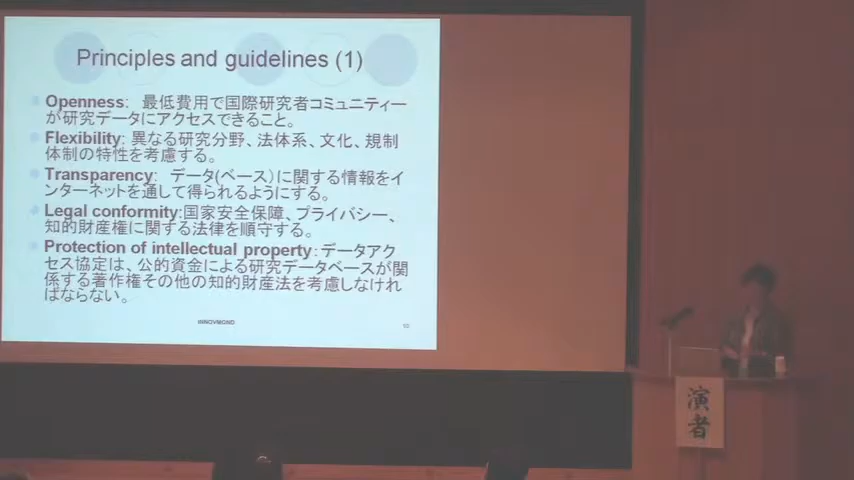 Principles and guidelines (1)
Openness: 最低費用で国際研究者コミュニティー
が研究データにアクセスできること。
Flexibility: 異なる研究分野、法体系、文化、規制
体制の特性を考慮する。
Transparency: データ(ベース)に関する情報をイ
ンターネットを通して得られるようにする。
Legal conformity:国家安全保障、プライバシー、
知的財産権に関する法律を順守する。
Protection of intellectual property:データアク
セス協定は、公的資金による研究データベースが関
係する著作権その他の知的財産法を考慮しなけれ
ばならない。
INNOVMOND
10
演者